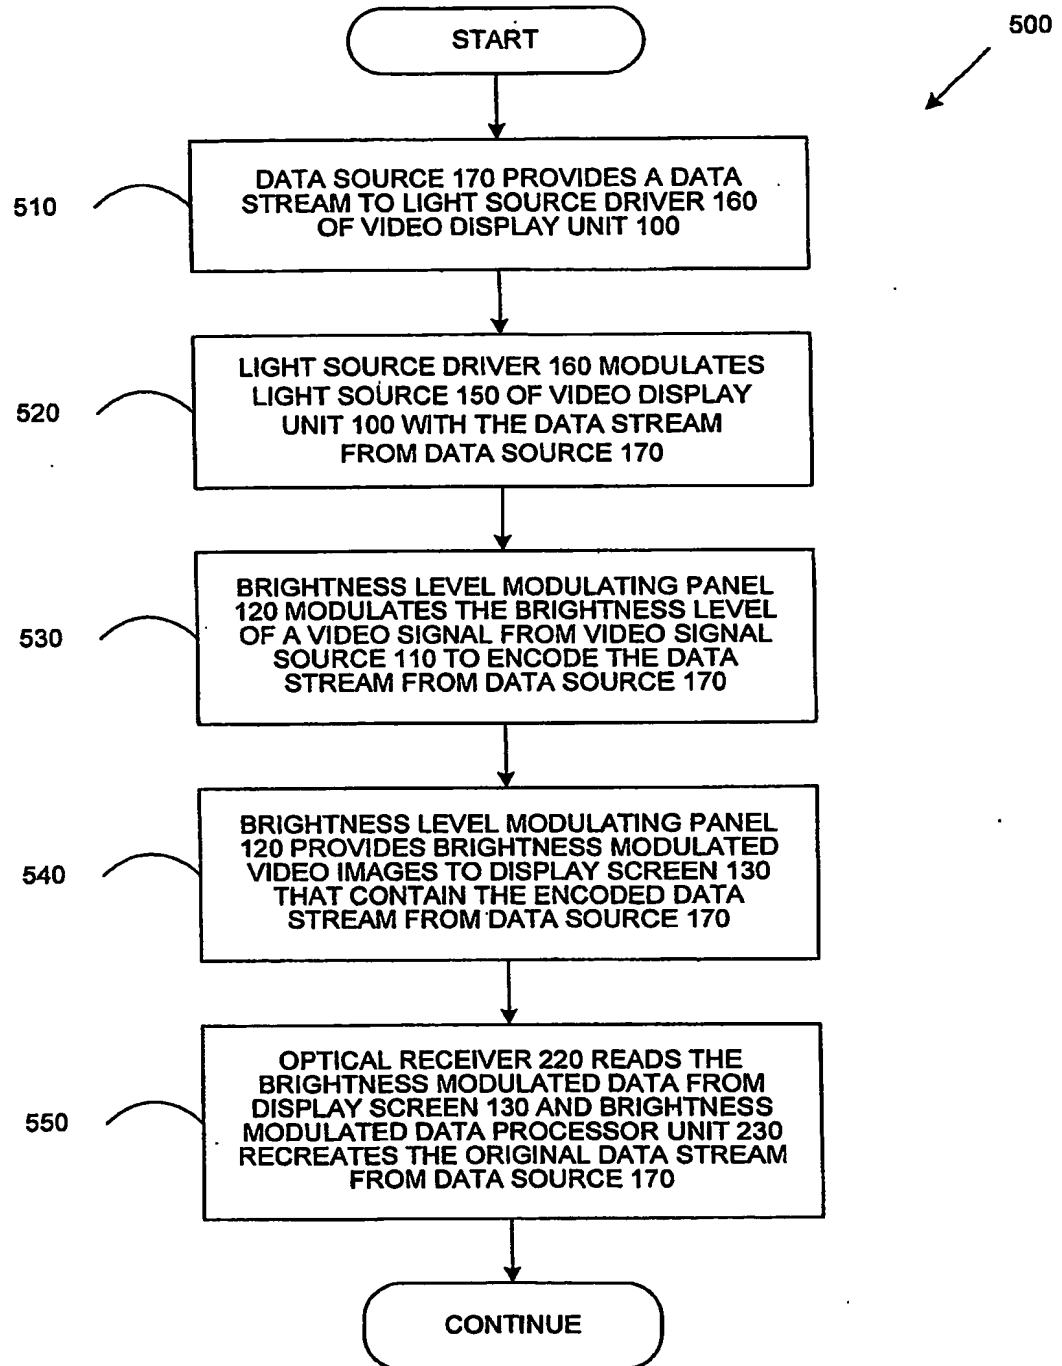 START
500
510
DATA SOURCE 170 PROVIDES A DATA
STREAM TO LIGHT SOURCE DRIVER 160
OF VIDEO DISPLAY UNIT 100
520
LIGHT SOURCE DRIVER 160 MODULATES
LIGHT SOURCE 150 OF VIDEO DISPLAY
UNIT 100 WITH THE DATA STREAM
FROM DATA SOURCE 170
530
BRIGHTNESS LEVEL MODULATING PANEL
120 MODULATES THE BRIGHTNESS LEVEL
OF A VIDEO SIGNAL FROM VIDEO SIGNAL
SOURCE 110 TO ENCODE THE DATA
STREAM FROM DATA SOURCE 170
540
BRIGHTNESS LEVEL MODULATING PANEL
120 PROVIDES BRIGHTNESS MODULATED
VIDEO IMAGES TO DISPLAY SCREEN 130
THAT CONTAIN THE ENCODED DATA
STREAM FROM DATA SOURCE 170
550
OPTICAL RECEIVER 220 READS THE
BRIGHTNESS MODULATED DATA FROM
DISPLAY SCREEN 130 AND BRIGHTNESS
MODULATED DATA PROCESSOR UNIT 230
RECREATES THE ORIGINAL DATA STREAM
FROM DATA SOURCE 170
CONTINUE